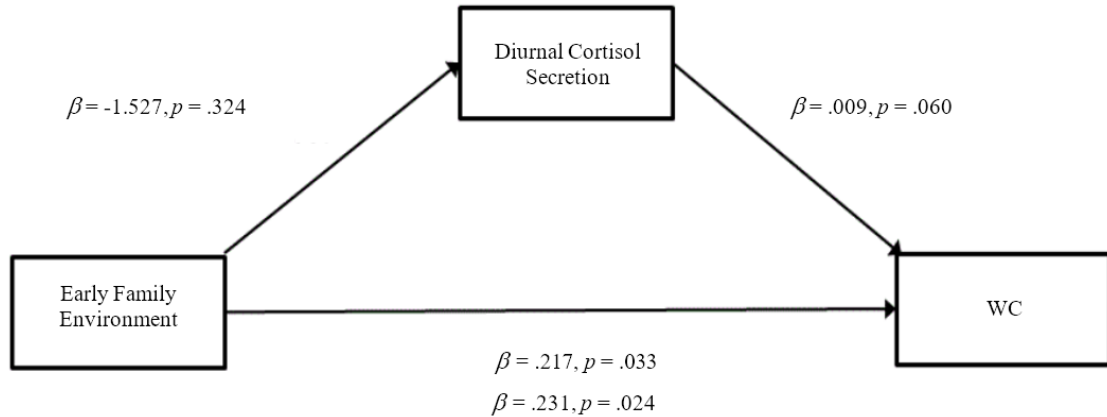 Diurnal Cortisol
Secretion
β = -1.527, p = .324
β = .009, p = .060
Early Family
Environment
WC
β = .217, p = .033
β = .231, p = .024